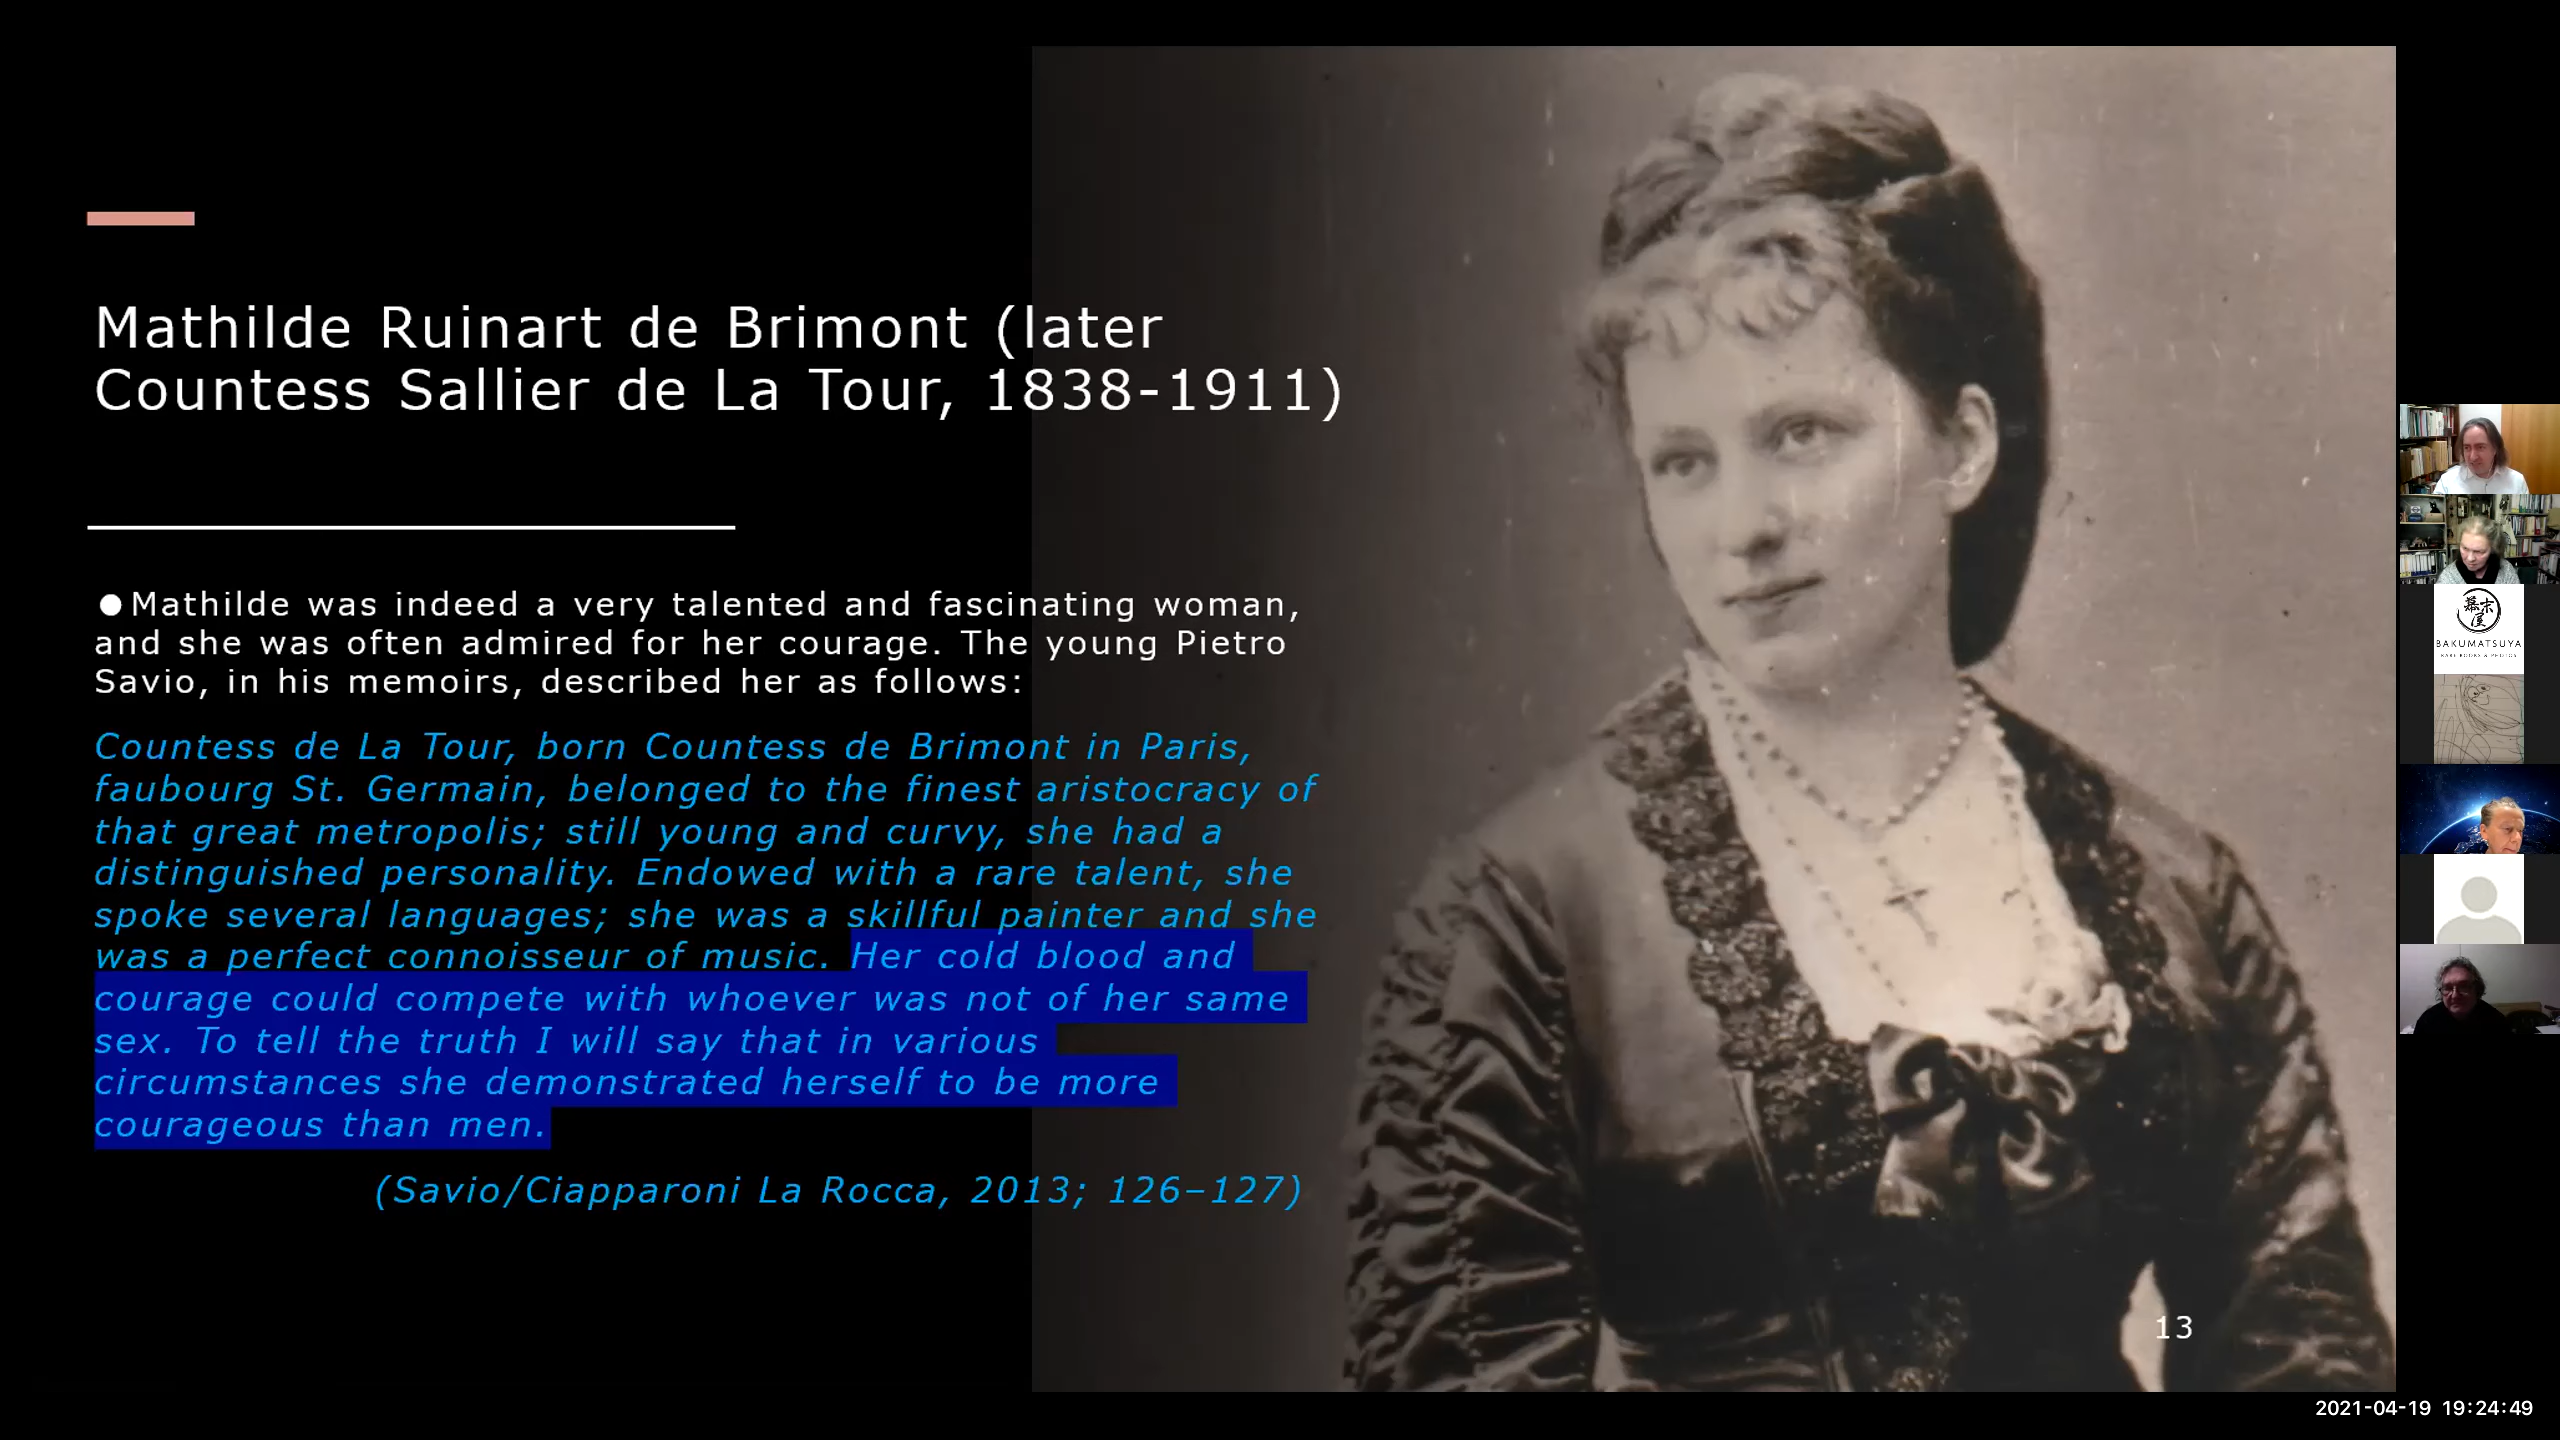 Mathilde Ruinart de Brimont (later
Countess Sallier de La Tour, 1838-1911)
●Mathilde was indeed a very talented and fascinating woman,
and she was often admired for her courage. The young Pietro
Savio, in his memoirs, described her as follows:
Countess de La Tour, born Countess de Brimont in Paris,
faubourg St. Germain, belonged to the finest aristocracy of
that great metropolis; still young and curvy, she had a
distinguished personality. Endowed with a rare talent, she
spoke several languages; she was a skillful painter and she
was a perfect connoisseur of music. Her cold blood and
courage could compete with whoever was not of her same
sex. To tell the truth I will say that in various
circumstances she demonstrated herself to be more
courageous than men.
(Savio/Ciapparoni La Rocca, 2013; 126–127)
13
幕末屋
BAKUMATSUYA
RARE BOOKS & PHOTOS
2021-04-19 19:24:49